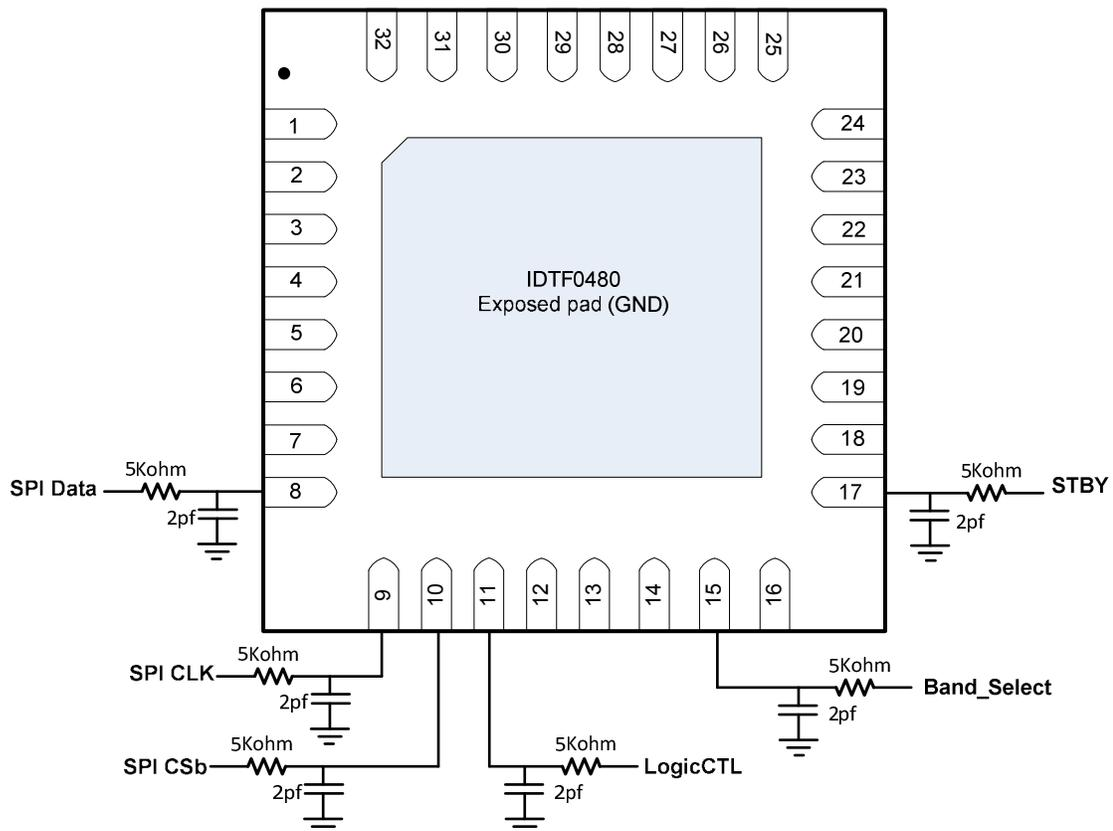 32
31
30
29
28
27
26
25
1
2
3
4
5
6
7
8
24
23
22
21
20
19
18
17
IDTF0480
Exposed pad (GND)
SPI Data
5Kohm
2pf
5Kohm
STBY
2pf
9
10
11
12
13
14
15
16
SPI CLK
5Kohm
2pf
SPI CSb
5Kohm
2pf
5Kohm
LogicCTL
2pf
5Kohm
Band_Select
2pf